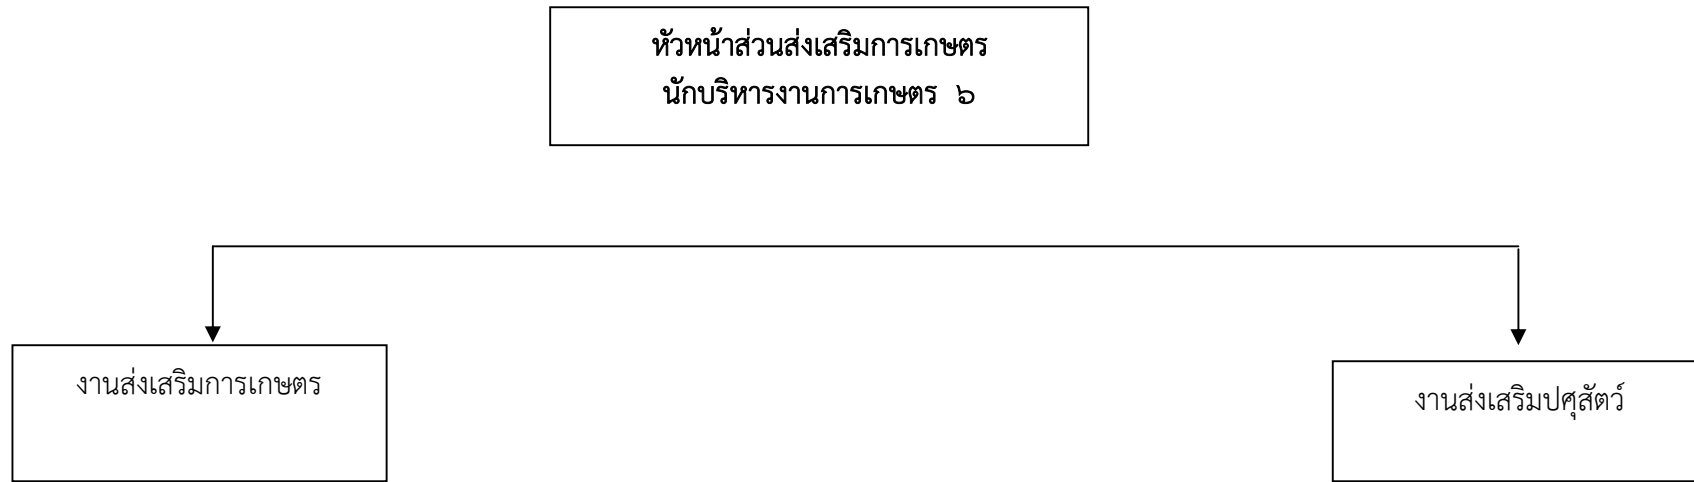 หัวหน้าส่วนส่งเสริมการเกษตร
นักบริหารงานการเกษตร ๖
งานส่งเสริมการเกษตร
งานส่งเสริมปศุสัตว์